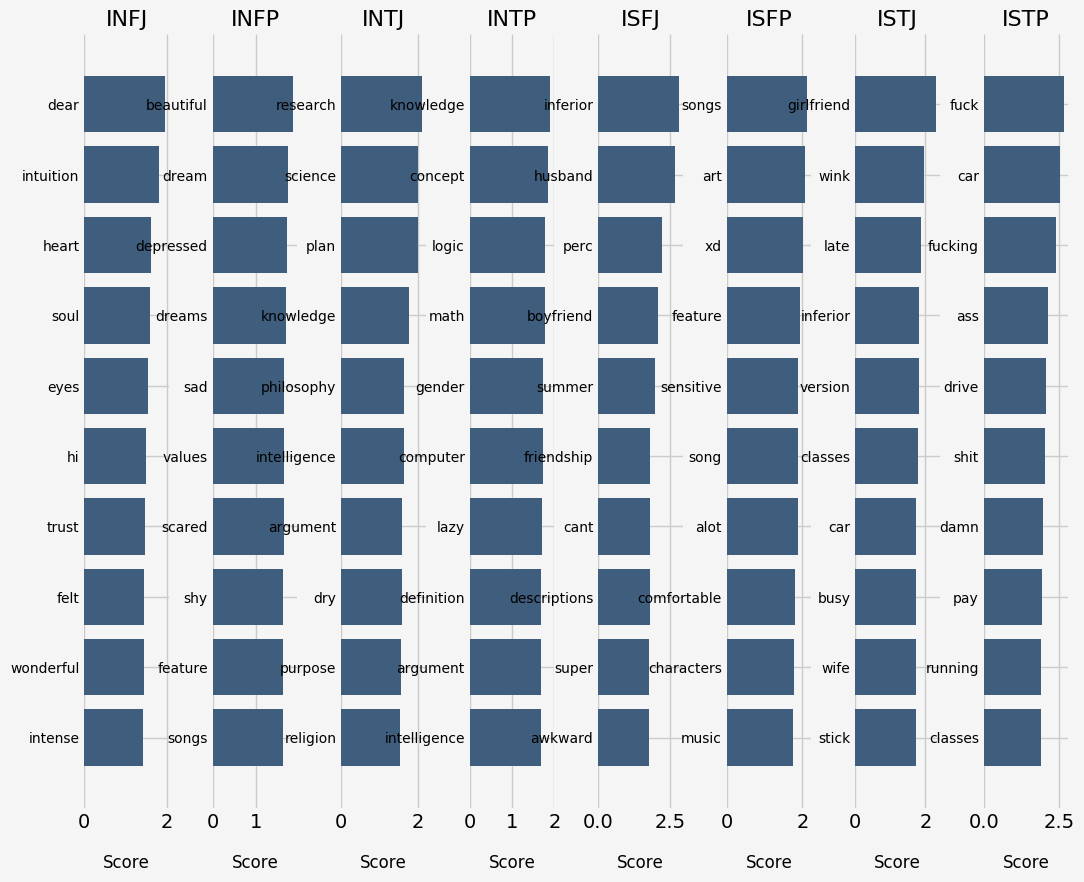 INFJ INFP INTJ INTP ISFJ ISFP ISTJ ISTP
dear beautiful research knowledge inferior songs girlfriend fuck
intuition dream science concept husband art wink car
heart depressed plan logic perc xd late fucking
soul dreams knowledge math boyfriend feature inferior ass
eyes sad philosophy gender summer sensitive version drive
hi values intelligence computer friendship song classes shit
trust scared argument lazy cant alot car damn
felt shy dry definition descriptions comfortable busy pay
wonderful feature purpose argument super characters wife running
intense songs religion intelligence awkward music stick classes
0 2 0 1 0 2 0 1 2 0.0 2.5 0 2 0 2 0.0 2.5
Score Score Score Score Score Score Score Score